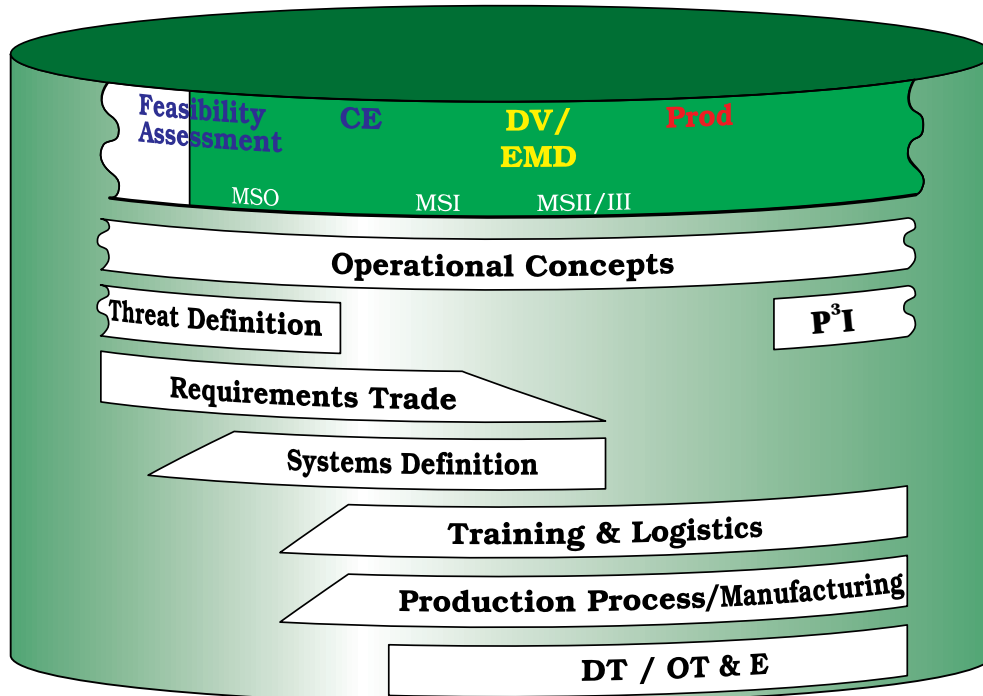 Feasibility
Assessment
CE
DV/
EMD
Prod
MSO
MSI
MSII/III
Operational Concepts
Threat Definition
P³I
Requirements Trade
Systems Definition
Training & Logistics
Production Process/Manufacturing
DT / OT & E